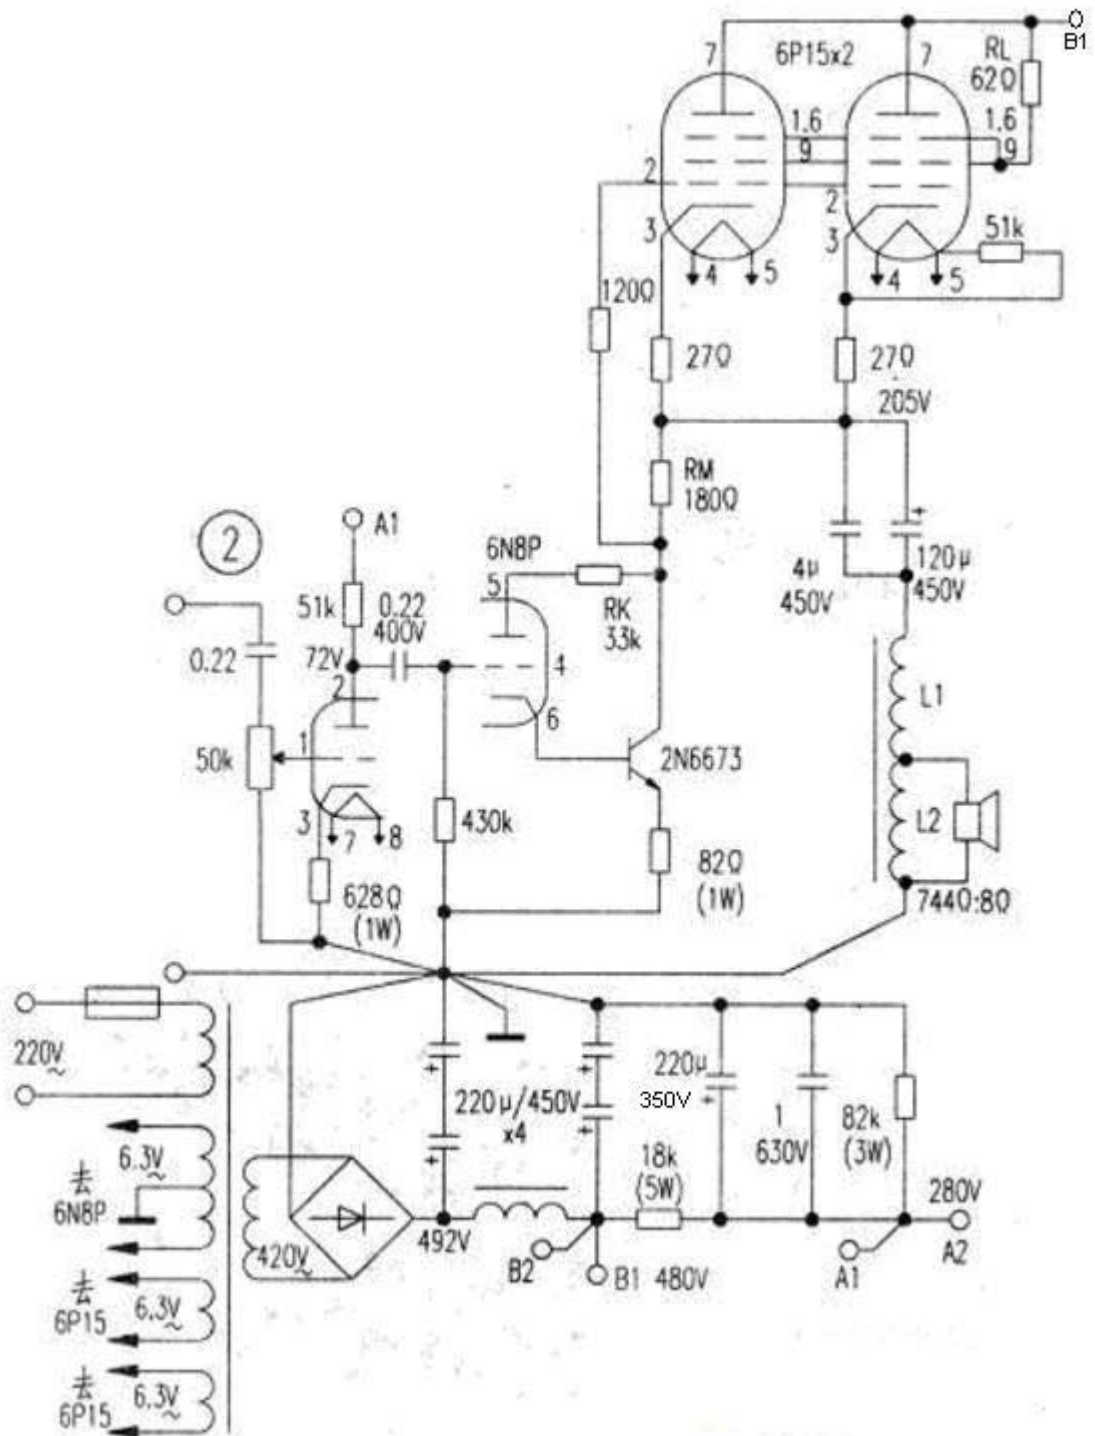 0
B1
7
6P15x2
7
RL
62Ω
1.6
9
1.6
9
2
2
3
3
51k
4
5
4
5
120Ω
27Ω
27Ω
205V
RM
180Ω
2
A1
6N8P
5
4μ
450V
+
120μ
450V
51k
0.22
400V
RK
33k
0.22
72V
2
4
6
L1
50k
1
2N6673
3
7
8
430k
L2
628Ω
(1W)
82Ω
(1W)
744Ω:8Ω
220V
~
+
+
220μ/450V
x4
+
+
220μ
350V
+
1
630V
82k
(3W)
6.3V
~
去
6N8P
18k
(5W)
280V
420V
~
492V
B2
B1 480V
A1
A2
去
6P15
6.3V
~
去
6P15
6.3V
~